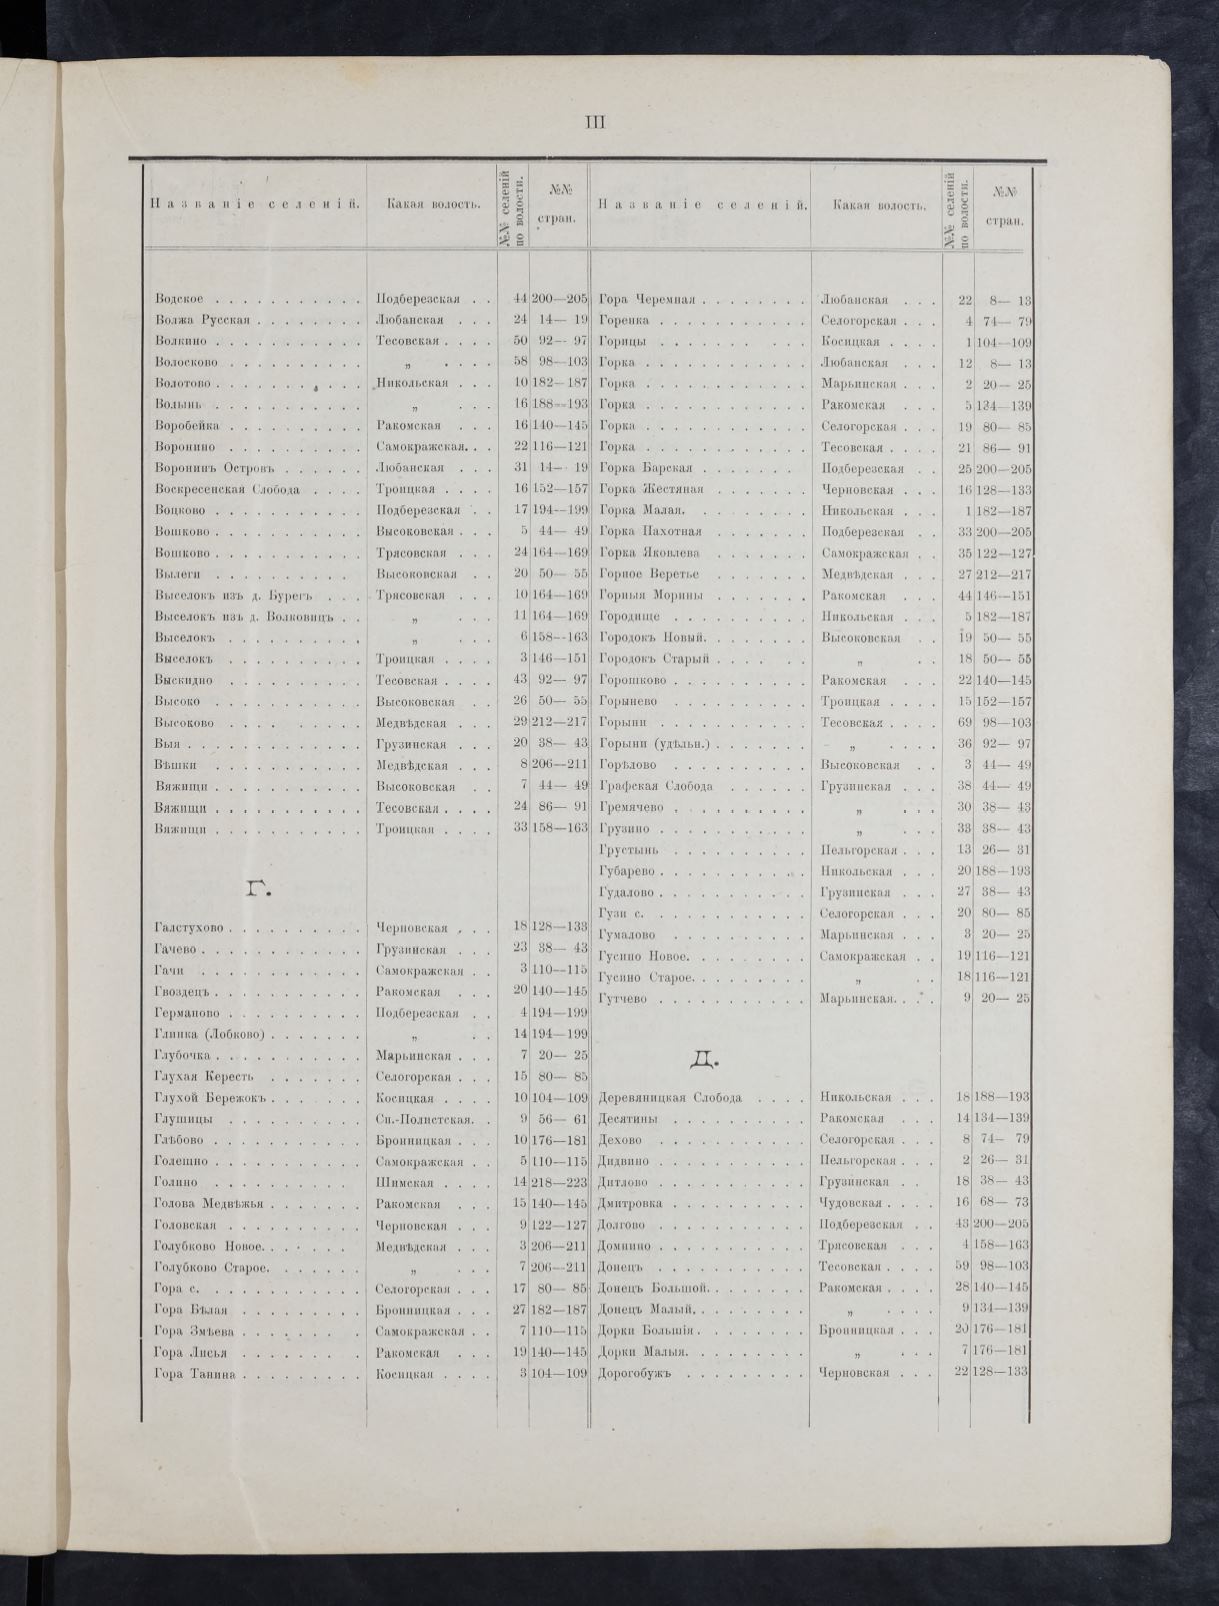 III
Названіе селеній. Какая волость. №№ селеній по волости. №№ стран.
Водское Подберезская 44 200—205
Волжа Русская Любанская 24 14—19
Волкино Тесовская 50 92—97
Волосково „ 58 98—103
Волотово Никольская 10 182—187
Волынь „ 16 188—193
Воробейка Ракомская 16 140—145
Воронино Самокражская. 22 116—121
Воронинъ Островъ Любанская 31 14—19
Воскресенская Слобода Троицкая 16 152—157
Воцково Подберезская 17 194—199
Вошково Высоковская 5 44—49
Вошково Трясовская 24 164—169
Вылеги Высоковская 20 50—55
Выселокъ изъ д. Бурегъ Трясовская 10 164—169
Выселокъ изъ д. Волковицъ „ 11 164—169
Выселокъ „ 6 158—163
Выселокъ Троицкая 3 146—151
Выскидно Тесовская 43 92—97
Высоко Высоковская 26 50—55
Высоково Медвѣдская 29 212—217
Выя Грузинская 20 38—43
Вѣшки Медвѣдская 8 206—211
Вяжищи Высоковская 7 44—49
Вяжищи Тесовская 24 86—91
Вяжищи Троицкая 33 158—163
Г.
Галстухово Черновская 18 128—133
Гачево Грузинская 23 38—43
Гачи Самокражская 3 110—115
Гвоздецъ Ракомская 20 140—145
Германово Подберезская 4 194—199
Глинка (Лобково) „ 14 194—199
Глубочка Марьинская 7 20—25
Глухая Кересть Селогорская 15 80—85
Глухой Бережокъ Косицкая 10 104—109
Глушицы Сп.-Полистская. 9 56—61
Глѣбово Бронницкая 10 176—181
Голешно Самокражская 5 110—115
Голино Шимская 14 218—223
Голова Медвѣжья Ракомская 15 140—145
Головская Черновская 9 122—127
Голубково Новое. Медвѣдская 3 206—211
Голубково Старое. „ 7 206—211
Гора с. Селогорская 17 80—85
Гора Бѣлая Бронницкая 27 182—187
Гора Змѣева Самокражская 7 110—115
Гора Лисья Ракомская 19 140—145
Гора Танина Косицкая 3 104—109
Названіе селеній. Какая волость. №№ селеній по волости. №№ стран.
Гора Черемная Любанская 22 8—13
Горенка Селогорская 4 74—79
Горицы Косицкая 1 104—109
Горка Любанская 12 8—13
Горка Марьинская 2 20—25
Горка Ракомская 5 134—139
Горка Селогорская 19 80—85
Горка Тесовская 21 86—91
Горка Барская Подберезская 25 200—205
Горка Жестяная Черновская 16 128—133
Горка Малая. Никольская 1 182—187
Горка Пахотная Подберезская 33 200—205
Горка Яковлева Самокражская 35 122—127
Горное Веретье Медвѣдская 27 212—217
Горныя Морины Ракомская 44 146—151
Городище Никольская 5 182—187
Городокъ Новый. Высоковская 19 50—55
Городокъ Старый „ 18 50—55
Горошково Ракомская 22 140—145
Горынево Троицкая 15 152—157
Горыни Тесовская 69 98—103
Горыни (удѣльн.) „ 36 92—97
Горѣлово Высоковская 3 44—49
Графская Слобода Грузинская 38 44—49
Гремячево „ 30 38—43
Грузино „ 33 38—43
Грустынь Пельгорская 13 26—31
Губарево Никольская 20 188—193
Гудалово Грузинская 27 38—43
Гузи с. Селогорская 20 80—85
Гумалово Марьинская 3 20—25
Гусино Новое. Самокражская 19 116—121
Гусино Старое. „ 18 116—121
Гутчево Марьинская. 9 20—25
Д.
Деревяницкая Слобода Никольская 18 188—193
Десятины Ракомская 14 134—139
Дехово Селогорская 8 74—79
Дидвино Пельгорская 2 26—31
Дитлово Грузинская 18 38—43
Дмитровка Чудовская 16 68—73
Долгово Подберезская 43 200—205
Домнино Трясовская 4 158—163
Донецъ Тесовская 59 98—103
Донецъ Большой. Ракомская 28 140—145
Донецъ Малый. „ 9 134—139
Дорки Большія Бронницкая 20 176—181
Дорки Малыя. „ 7 176—181
Дорогобужъ Черновская 22 128—133